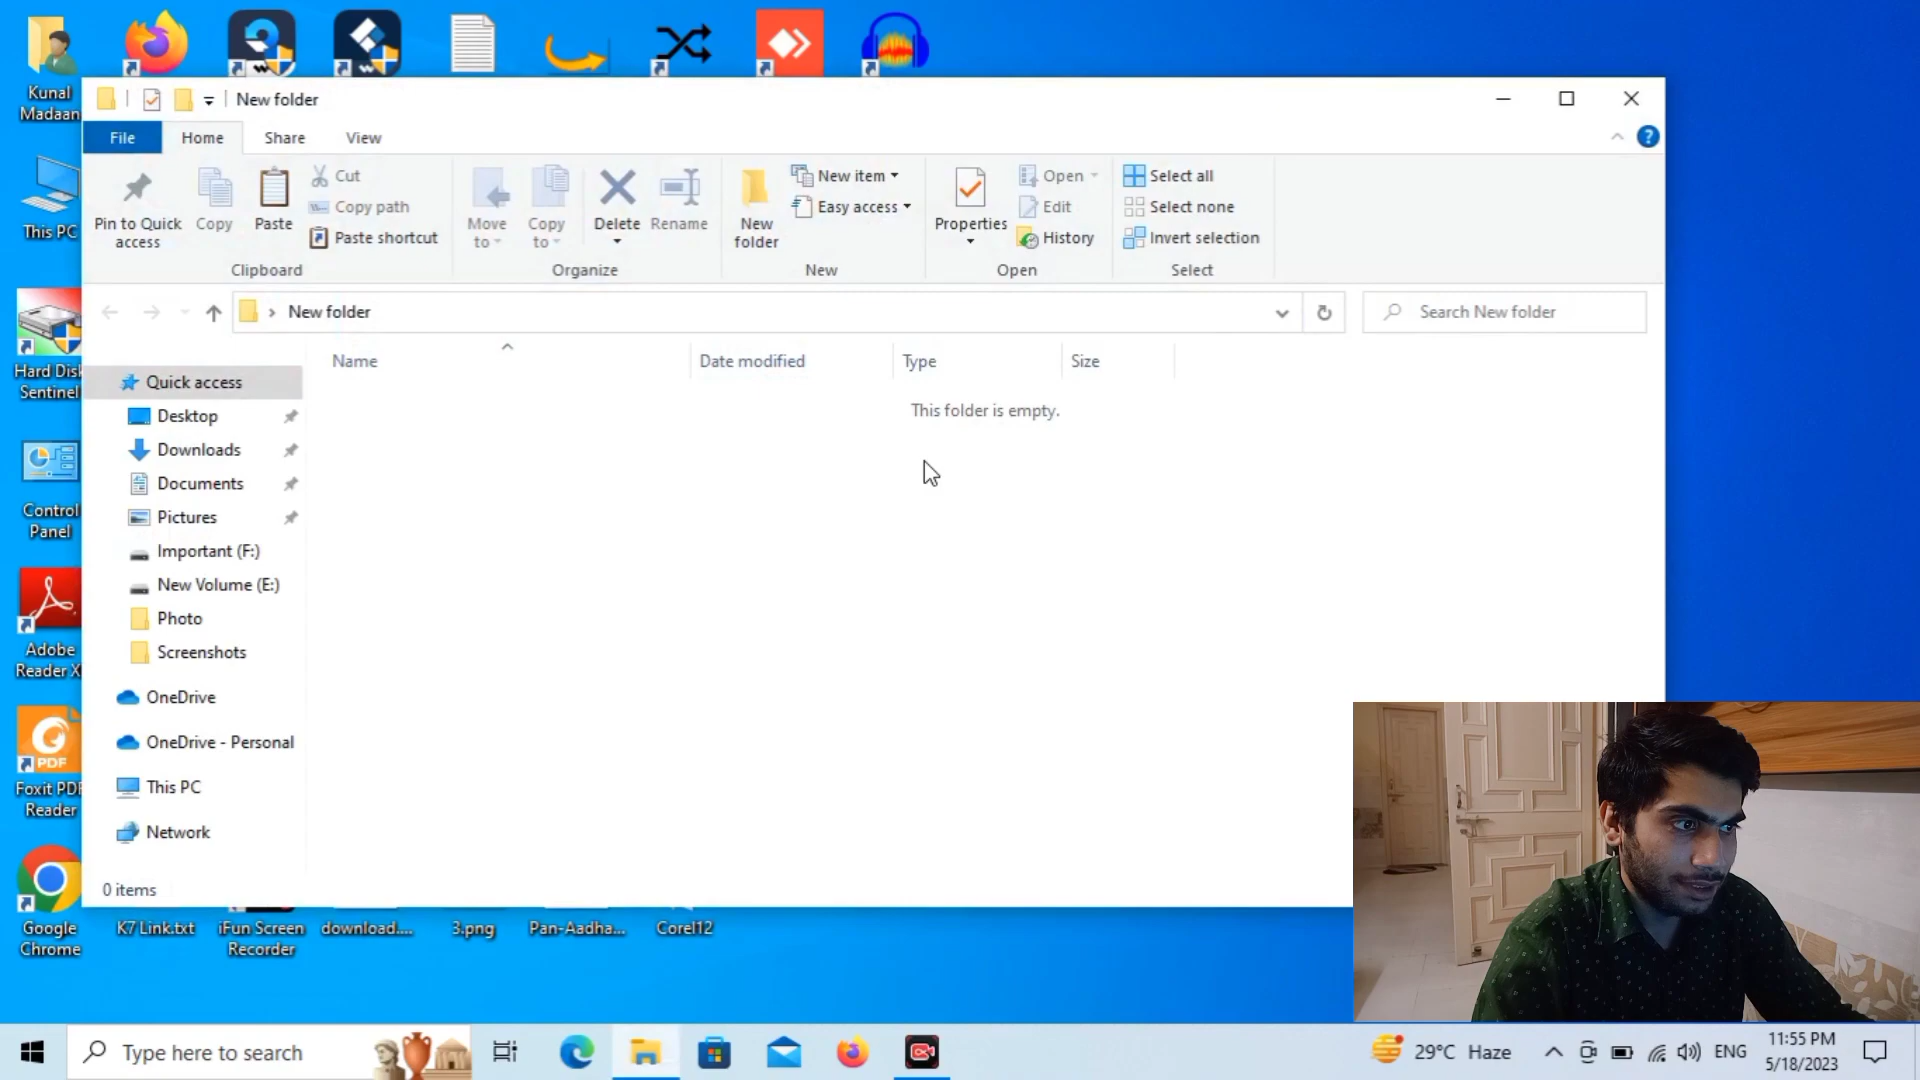 Kunal
Madaan
New folder
File
Home
Share
View
?
Pin to Quick
access
Copy
Paste
Cut
Copy path
Paste shortcut
Clipboard
Move
to
Copy
to
Delete
Rename
Organize
New
folder
New item
Easy access
New
Properties
Open
Edit
History
Open
Select all
Select none
Invert selection
Select
New folder
Search New folder
Name
Date modified
Type
Size
This folder is empty.
Quick access
Desktop
Downloads
Documents
Pictures
Important (F:)
New Volume (E:)
Photo
Screenshots
OneDrive
OneDrive - Personal
This PC
Network
0 items
This PC
Hard Disk
Sentinel
Control
Panel
Adobe
Reader X
PDF
Foxit PDF
Reader
Google
Chrome
K7 Link.txt
iFun Screen
Recorder
download....
3.png
Pan-Aadha...
Corel12
Type here to search
29°C Haze
ENG
11:55 PM
5/18/2023